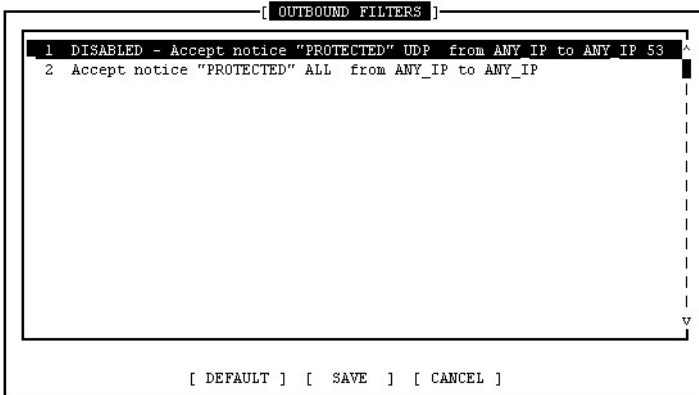 [ OUTBOUND FILTERS ]
1 DISABLED - Accept notice "PROTECTED" UDP from ANY_IP to ANY_IP 53
2 Accept notice "PROTECTED" ALL from ANY_IP to ANY_IP
[ DEFAULT ] [ SAVE ] [ CANCEL ]